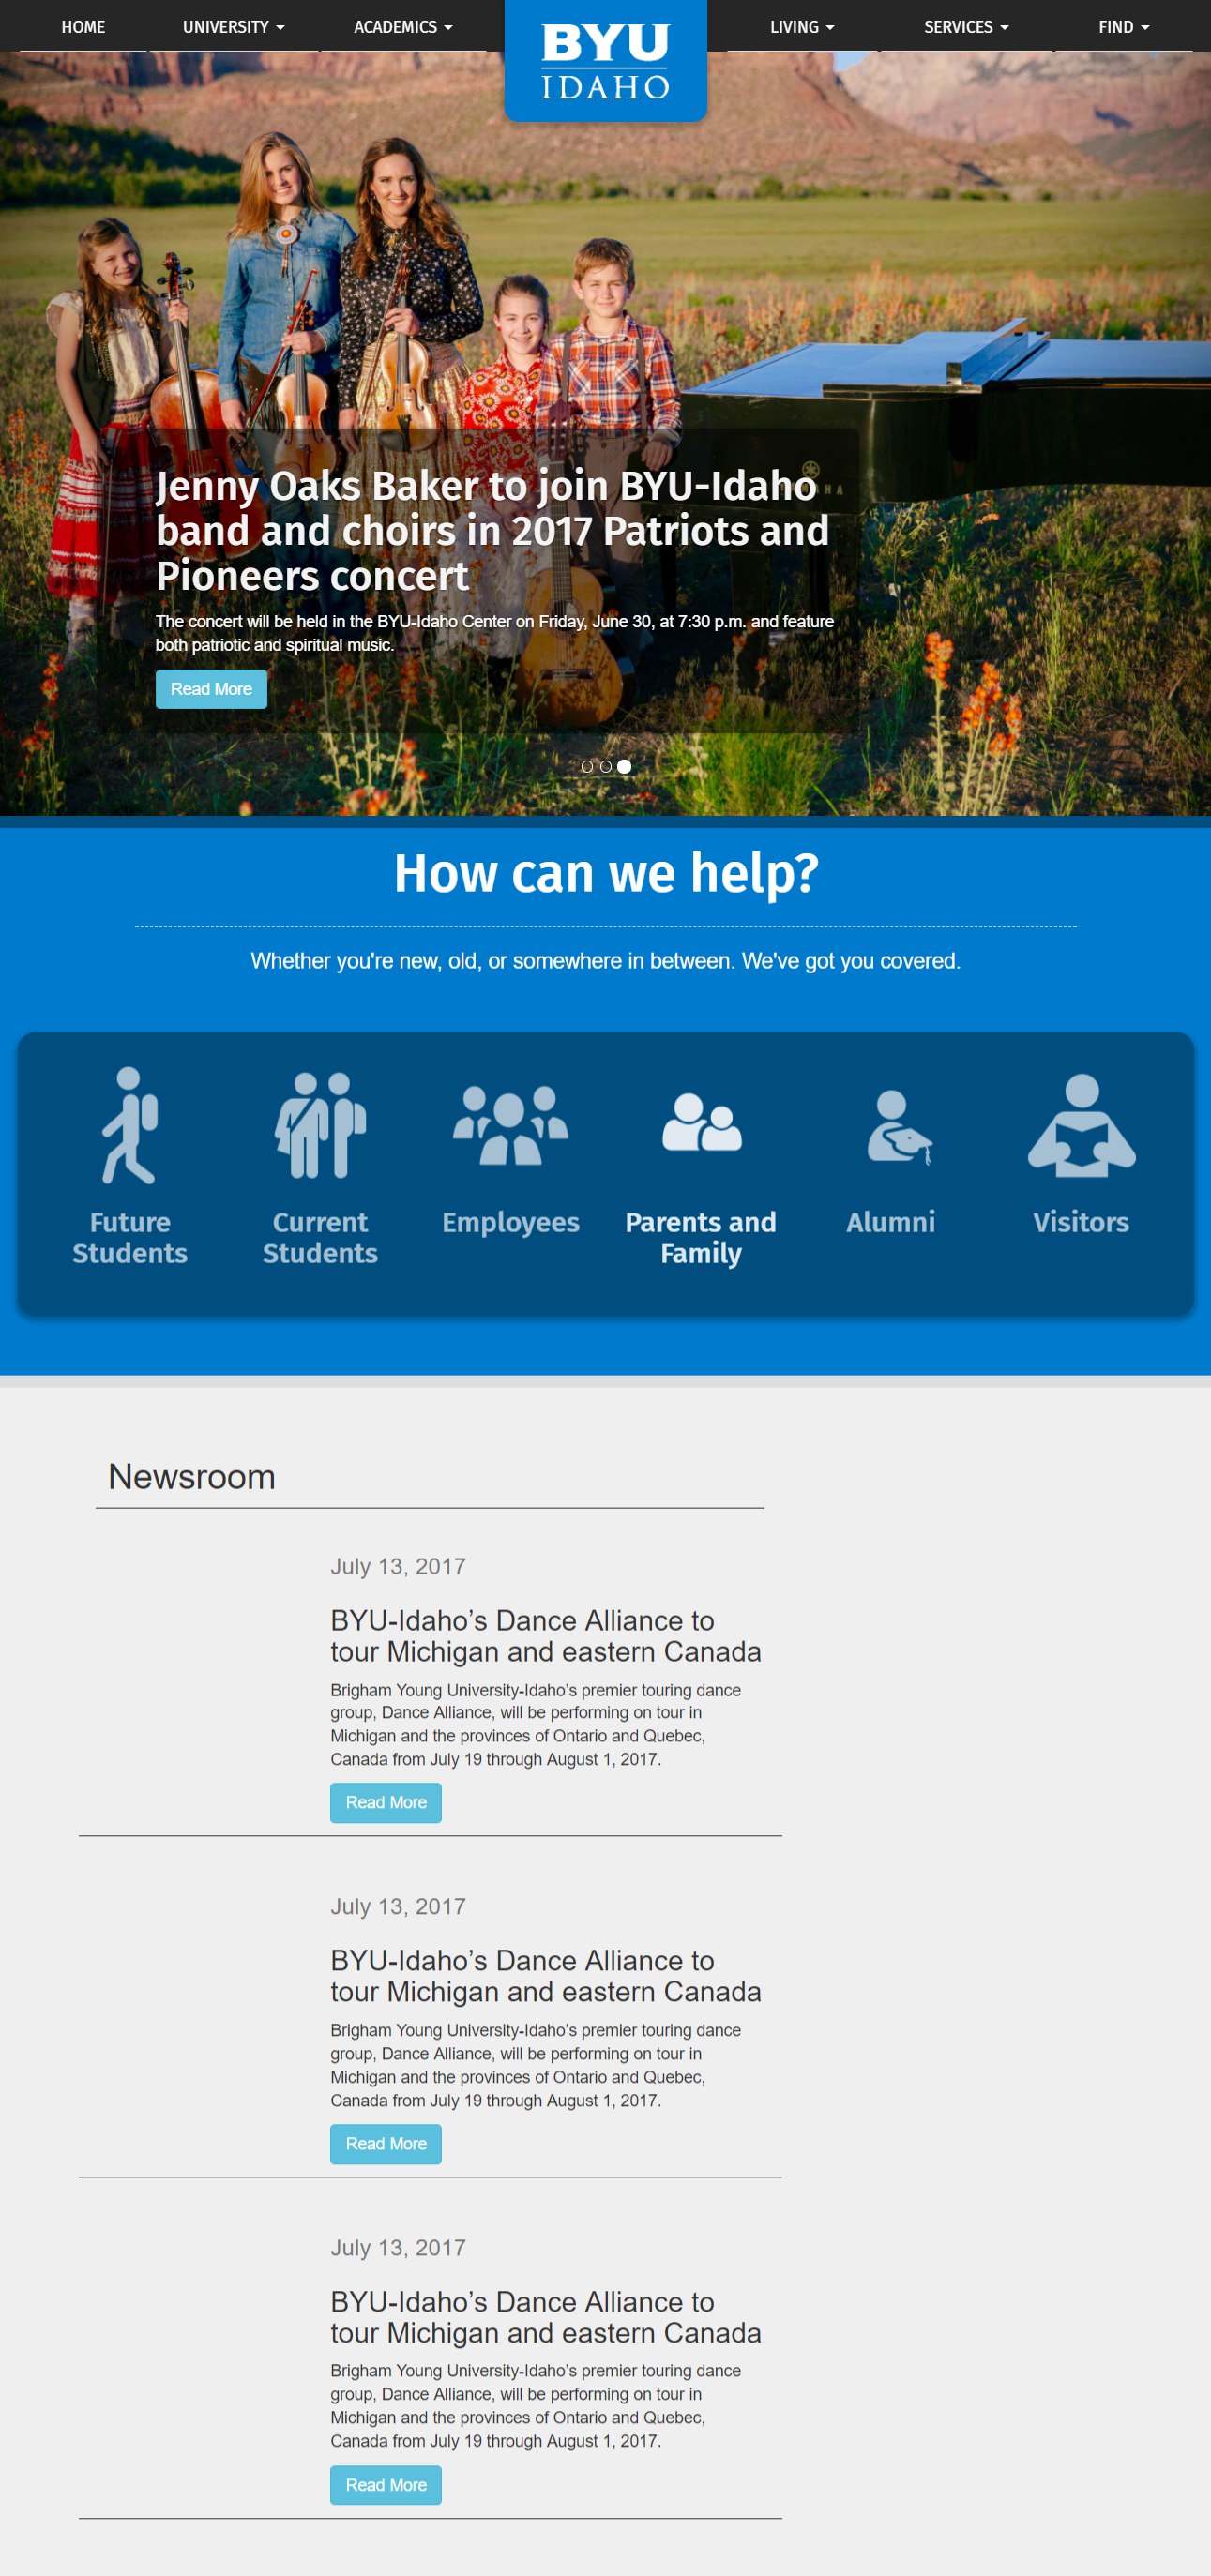 HOME
UNIVERSITY
ACADEMICS
BYU
IDAHO
LIVING
SERVICES
FIND
Jenny Oaks Baker to join BYU-Idaho
band and choirs in 2017 Patriots and
Pioneers concert
The concert will be held in the BYU-Idaho Center on Friday, June 30, at 7:30 p.m. and feature
both patriotic and spiritual music.
Read More
How can we help?
Whether you're new, old, or somewhere in between. We've got you covered.
Future
Students
Current
Students
Employees
Parents and
Family
Alumni
Visitors
Newsroom
July 13, 2017
BYU-Idaho’s Dance Alliance to
tour Michigan and eastern Canada
Brigham Young University-Idaho’s premier touring dance
group, Dance Alliance, will be performing on tour in
Michigan and the provinces of Ontario and Quebec,
Canada from July 19 through August 1, 2017.
Read More
July 13, 2017
BYU-Idaho’s Dance Alliance to
tour Michigan and eastern Canada
Brigham Young University-Idaho’s premier touring dance
group, Dance Alliance, will be performing on tour in
Michigan and the provinces of Ontario and Quebec,
Canada from July 19 through August 1, 2017.
Read More
July 13, 2017
BYU-Idaho’s Dance Alliance to
tour Michigan and eastern Canada
Brigham Young University-Idaho’s premier touring dance
group, Dance Alliance, will be performing on tour in
Michigan and the provinces of Ontario and Quebec,
Canada from July 19 through August 1, 2017.
Read More